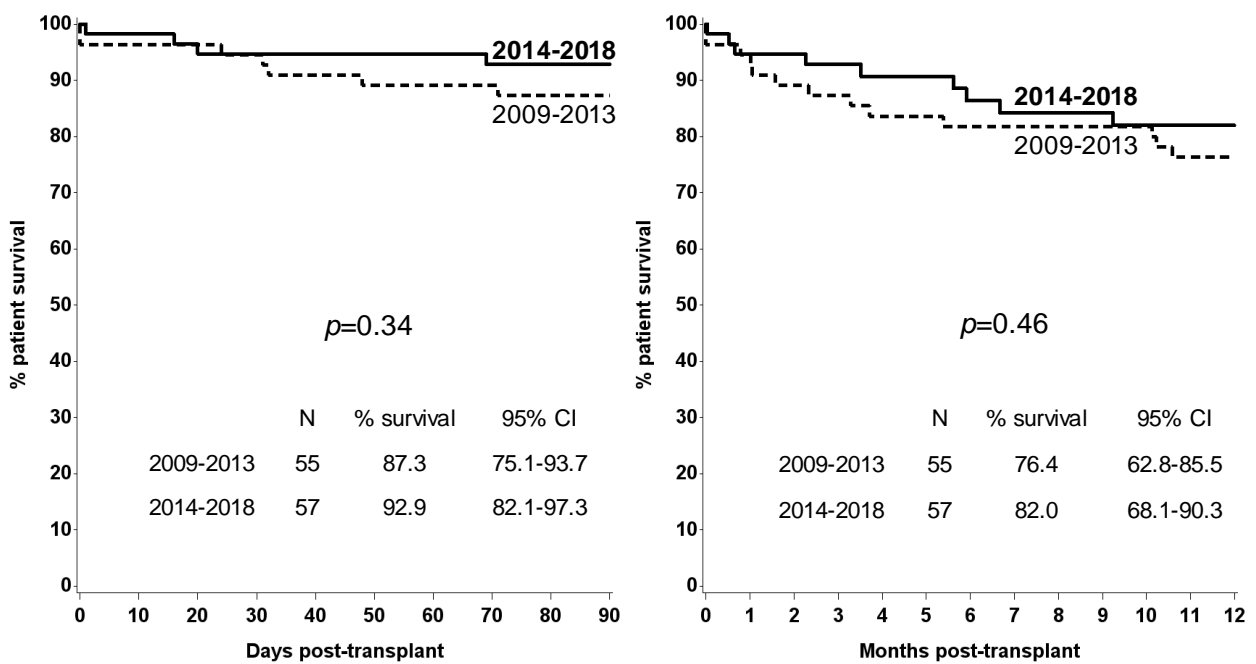 100
90
80
70
60
50
40
30
20
10
0
% patient survival
2014-2018
2009-2013
p=0.34
N % survival 95% CI
2009-2013 55 87.3 75.1-93.7
2014-2018 57 92.9 82.1-97.3
0 10 20 30 40 50 60 70 80 90
Days post-transplant
100
90
80
70
60
50
40
30
20
10
0
% patient survival
2014-2018
2009-2013
p=0.46
N % survival 95% CI
2009-2013 55 76.4 62.8-85.5
2014-2018 57 82.0 68.1-90.3
0 1 2 3 4 5 6 7 8 9 10 11 12
Months post-transplant